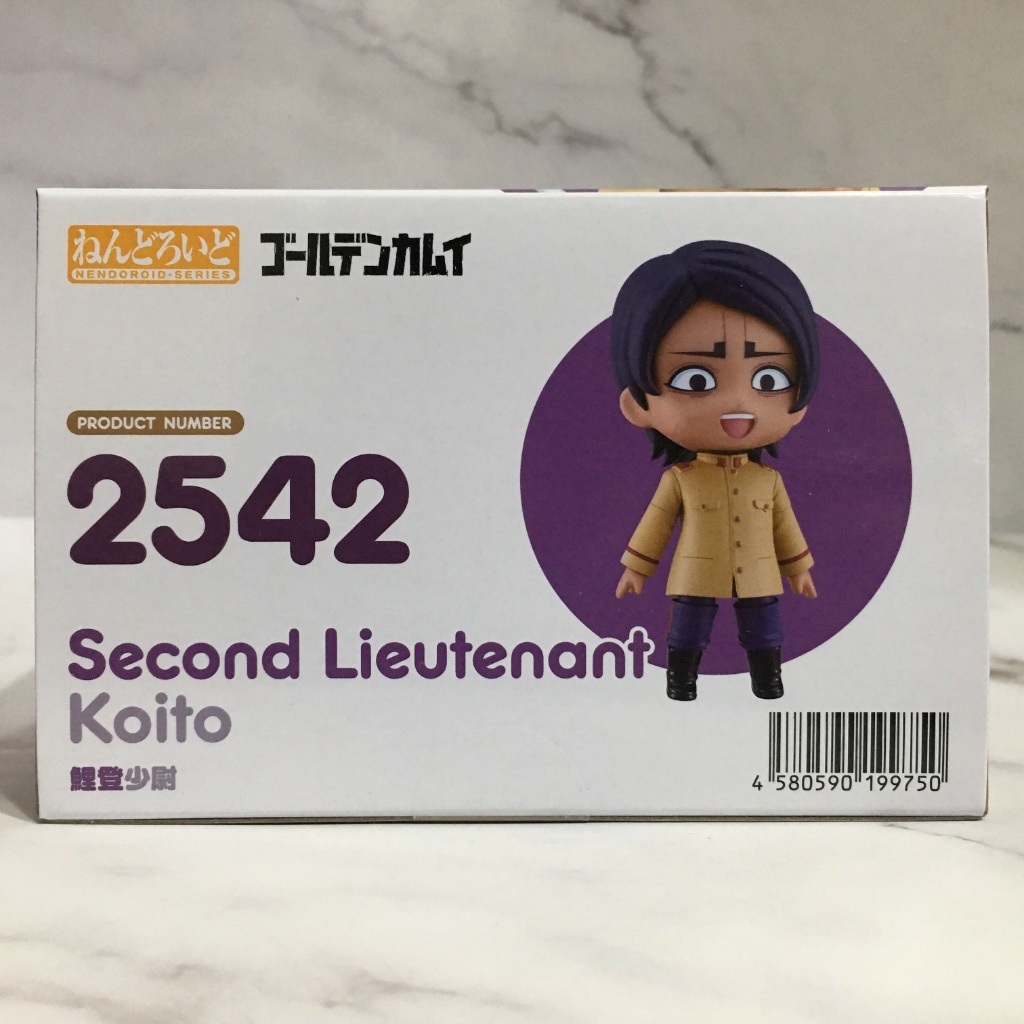 ねんどろいど
NENDOROID·SERIES
ゴールデンカムイ
PRODUCT NUMBER
2542
Second Lieutenant
Koito
鯉登少尉
4 580590 199750